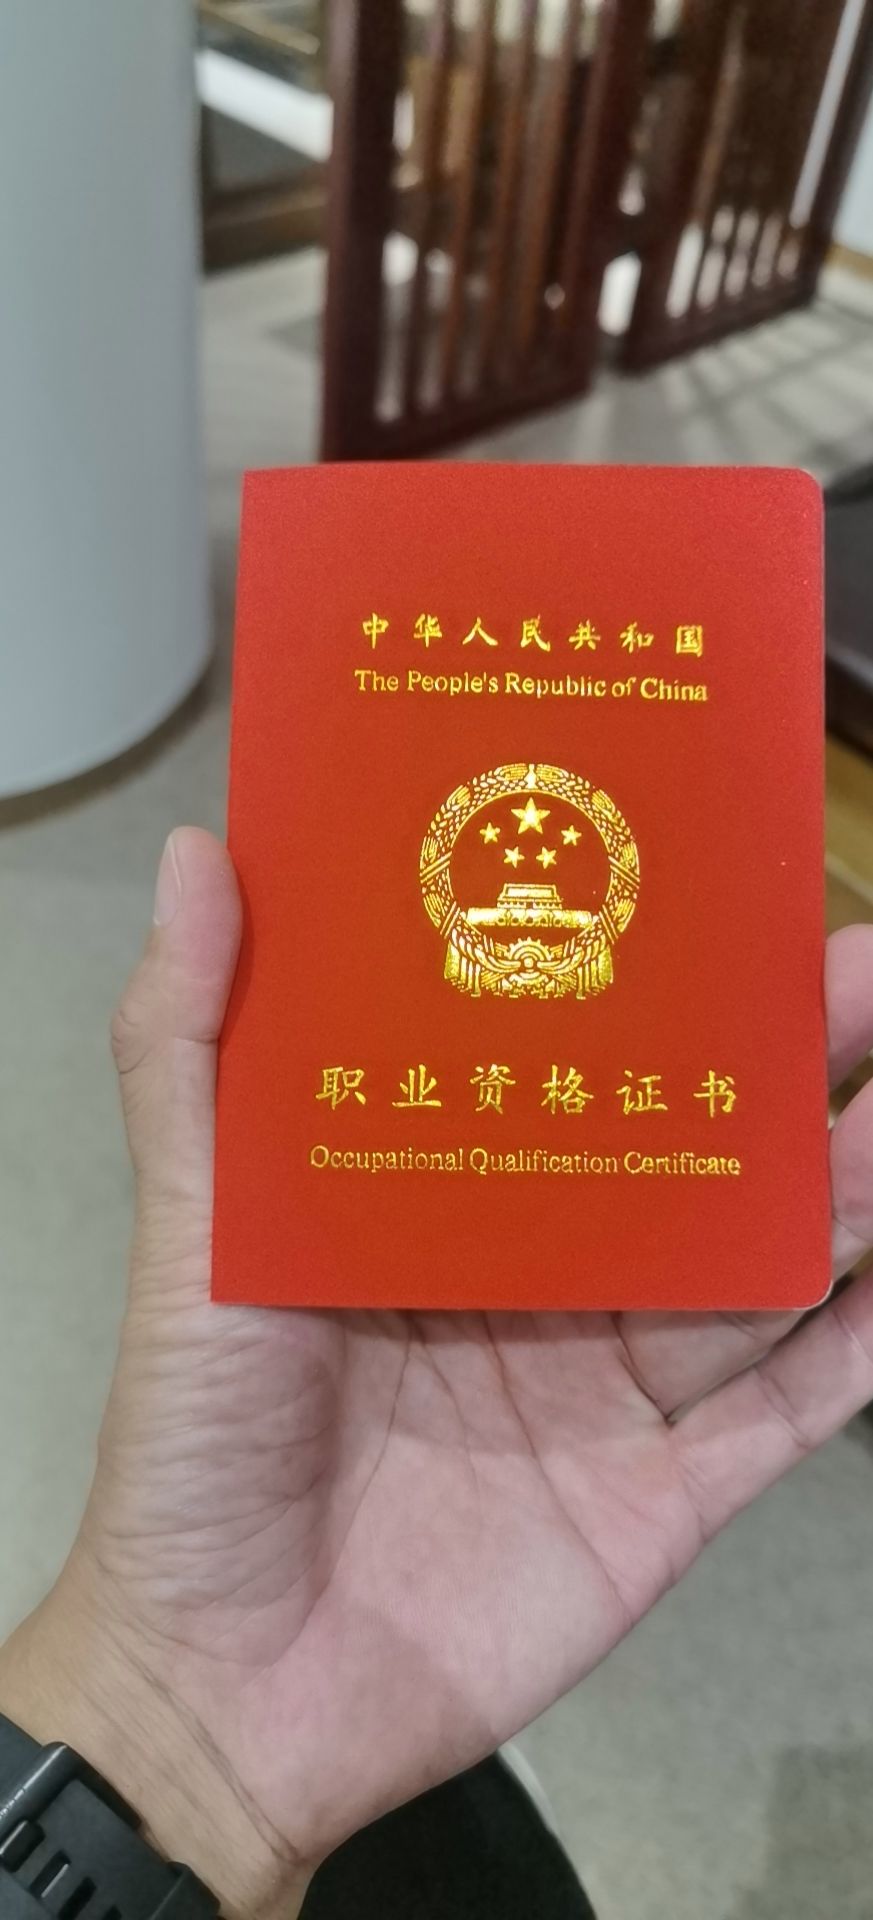 中华人民共和国
The People's Republic of China
职业资格证书
Occupational Qualification Certificate